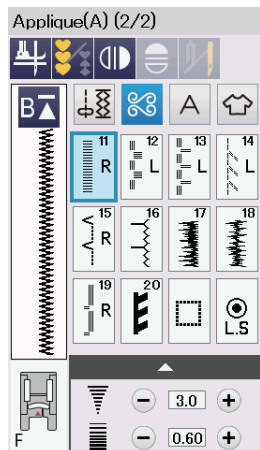 Applique(A) (2/2)
B A
11 R 12 L 13 L 14 L
15 R 16 17 18
19 R 20 L.S
F 3.0
0.60